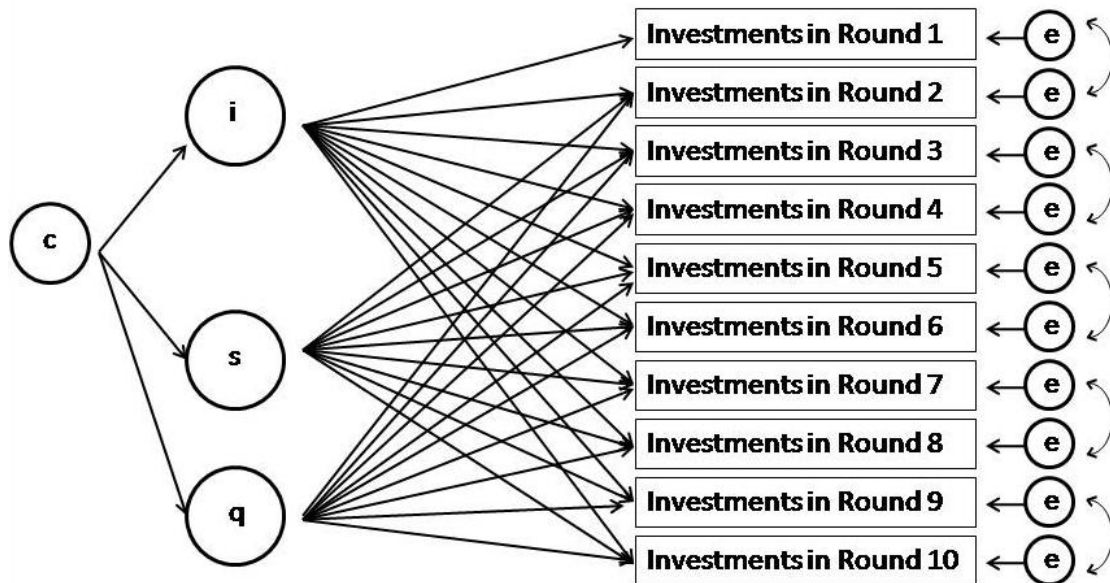 Investments in Round 1
e
i
Investments in Round 2
e
Investments in Round 3
e
Investments in Round 4
e
c
Investments in Round 5
e
Investments in Round 6
e
s
Investments in Round 7
e
Investments in Round 8
e
q
Investments in Round 9
e
Investments in Round 10
e